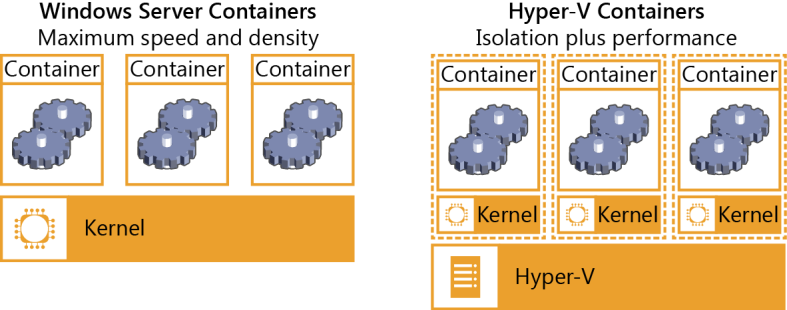 Windows Server Containers
Maximum speed and density
Container
Container
Container
Kernel
Hyper-V Containers
Isolation plus performance
Container
Container
Container
Kernel
Kernel
Kernel
Hyper-V